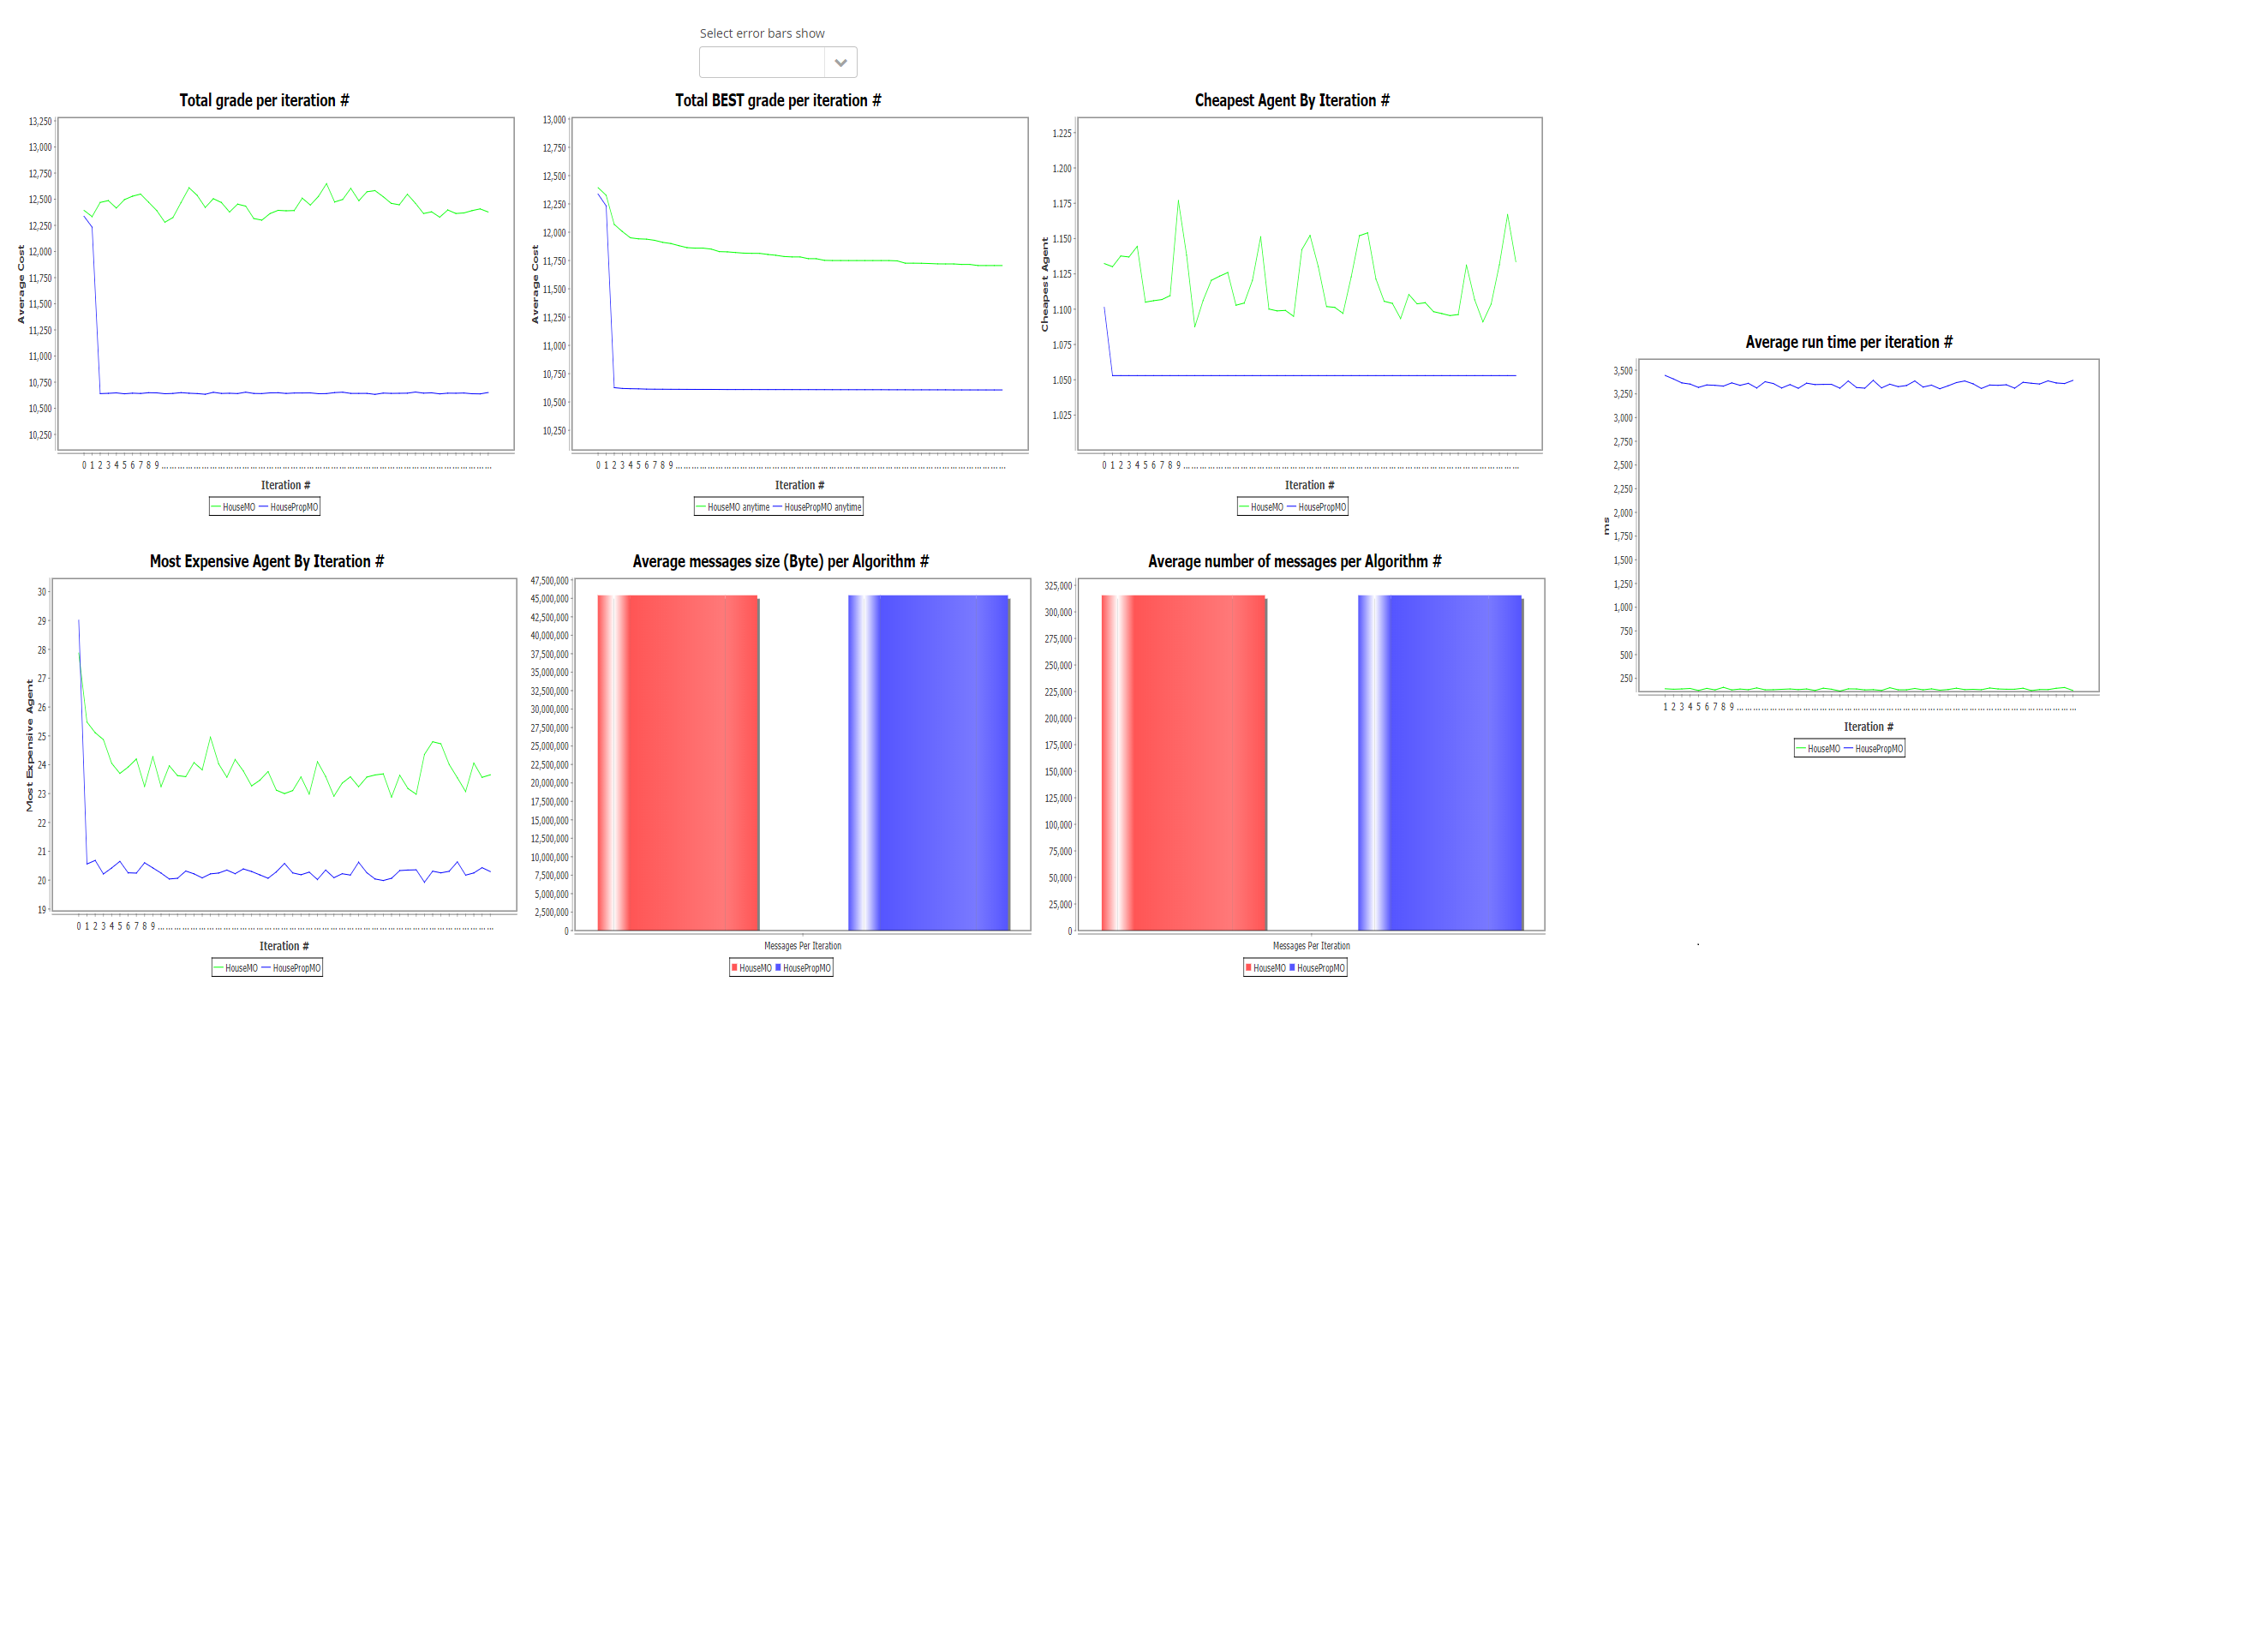 Select error bars show
Total grade per iteration #
13,250
13,000
12,750
12,500
12,250
12,000
11,750
11,500
11,250
11,000
10,750
10,500
10,250
Average Cost
0 1 2 3 4 5 6 7 8 9 ...
Iteration #
HouseMO HousePropMO
Total BEST grade per iteration #
13,000
12,750
12,500
12,250
12,000
11,750
11,500
11,250
11,000
10,750
10,500
10,250
Average Cost
0 1 2 3 4 5 6 7 8 9 ...
Iteration #
HouseMO anytime HousePropMO anytime
Cheapest Agent By Iteration #
1.225
1.200
1.175
1.150
1.125
1.100
1.075
1.050
1.025
Cheapest Agent
0 1 2 3 4 5 6 7 8 9 ...
Iteration #
HouseMO HousePropMO
Average run time per iteration #
3,500
3,250
3,000
2,750
2,500
2,250
2,000
1,750
1,500
1,250
1,000
750
500
250
ms
1 2 3 4 5 6 7 8 9 ...
Iteration #
HouseMO HousePropMO
Most Expensive Agent By Iteration #
30
29
28
27
26
25
24
23
22
21
20
19
Most Expensive Agent
0 1 2 3 4 5 6 7 8 9 ...
Iteration #
HouseMO HousePropMO
Average messages size (Byte) per Algorithm #
47,500,000
45,000,000
42,500,000
40,000,000
37,500,000
35,000,000
32,500,000
30,000,000
27,500,000
25,000,000
22,500,000
20,000,000
17,500,000
15,000,000
12,500,000
10,000,000
7,500,000
5,000,000
2,500,000
0
Messages Per Iteration
HouseMO HousePropMO
Average number of messages per Algorithm #
325,000
300,000
275,000
250,000
225,000
200,000
175,000
150,000
125,000
100,000
75,000
50,000
25,000
0
Messages Per Iteration
HouseMO HousePropMO